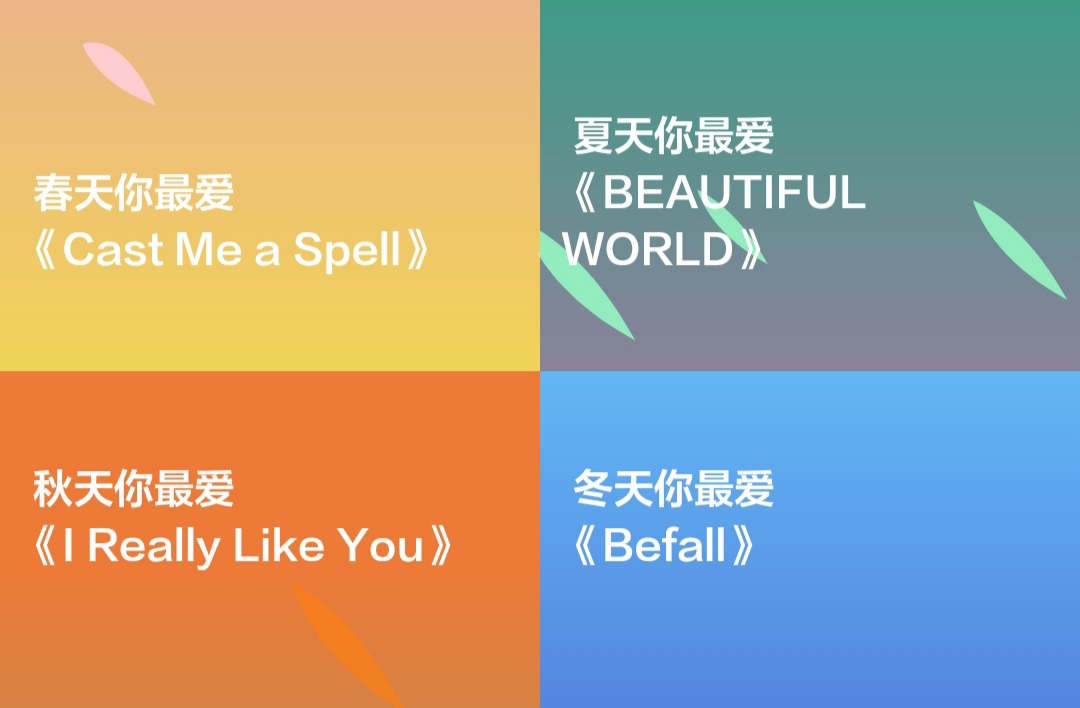 春天你最爱
《Cast Me a Spell》
夏天你最爱
《BEAUTIFUL
WORLD》
秋天你最爱
《I Really Like You》
冬天你最爱
《Befall》